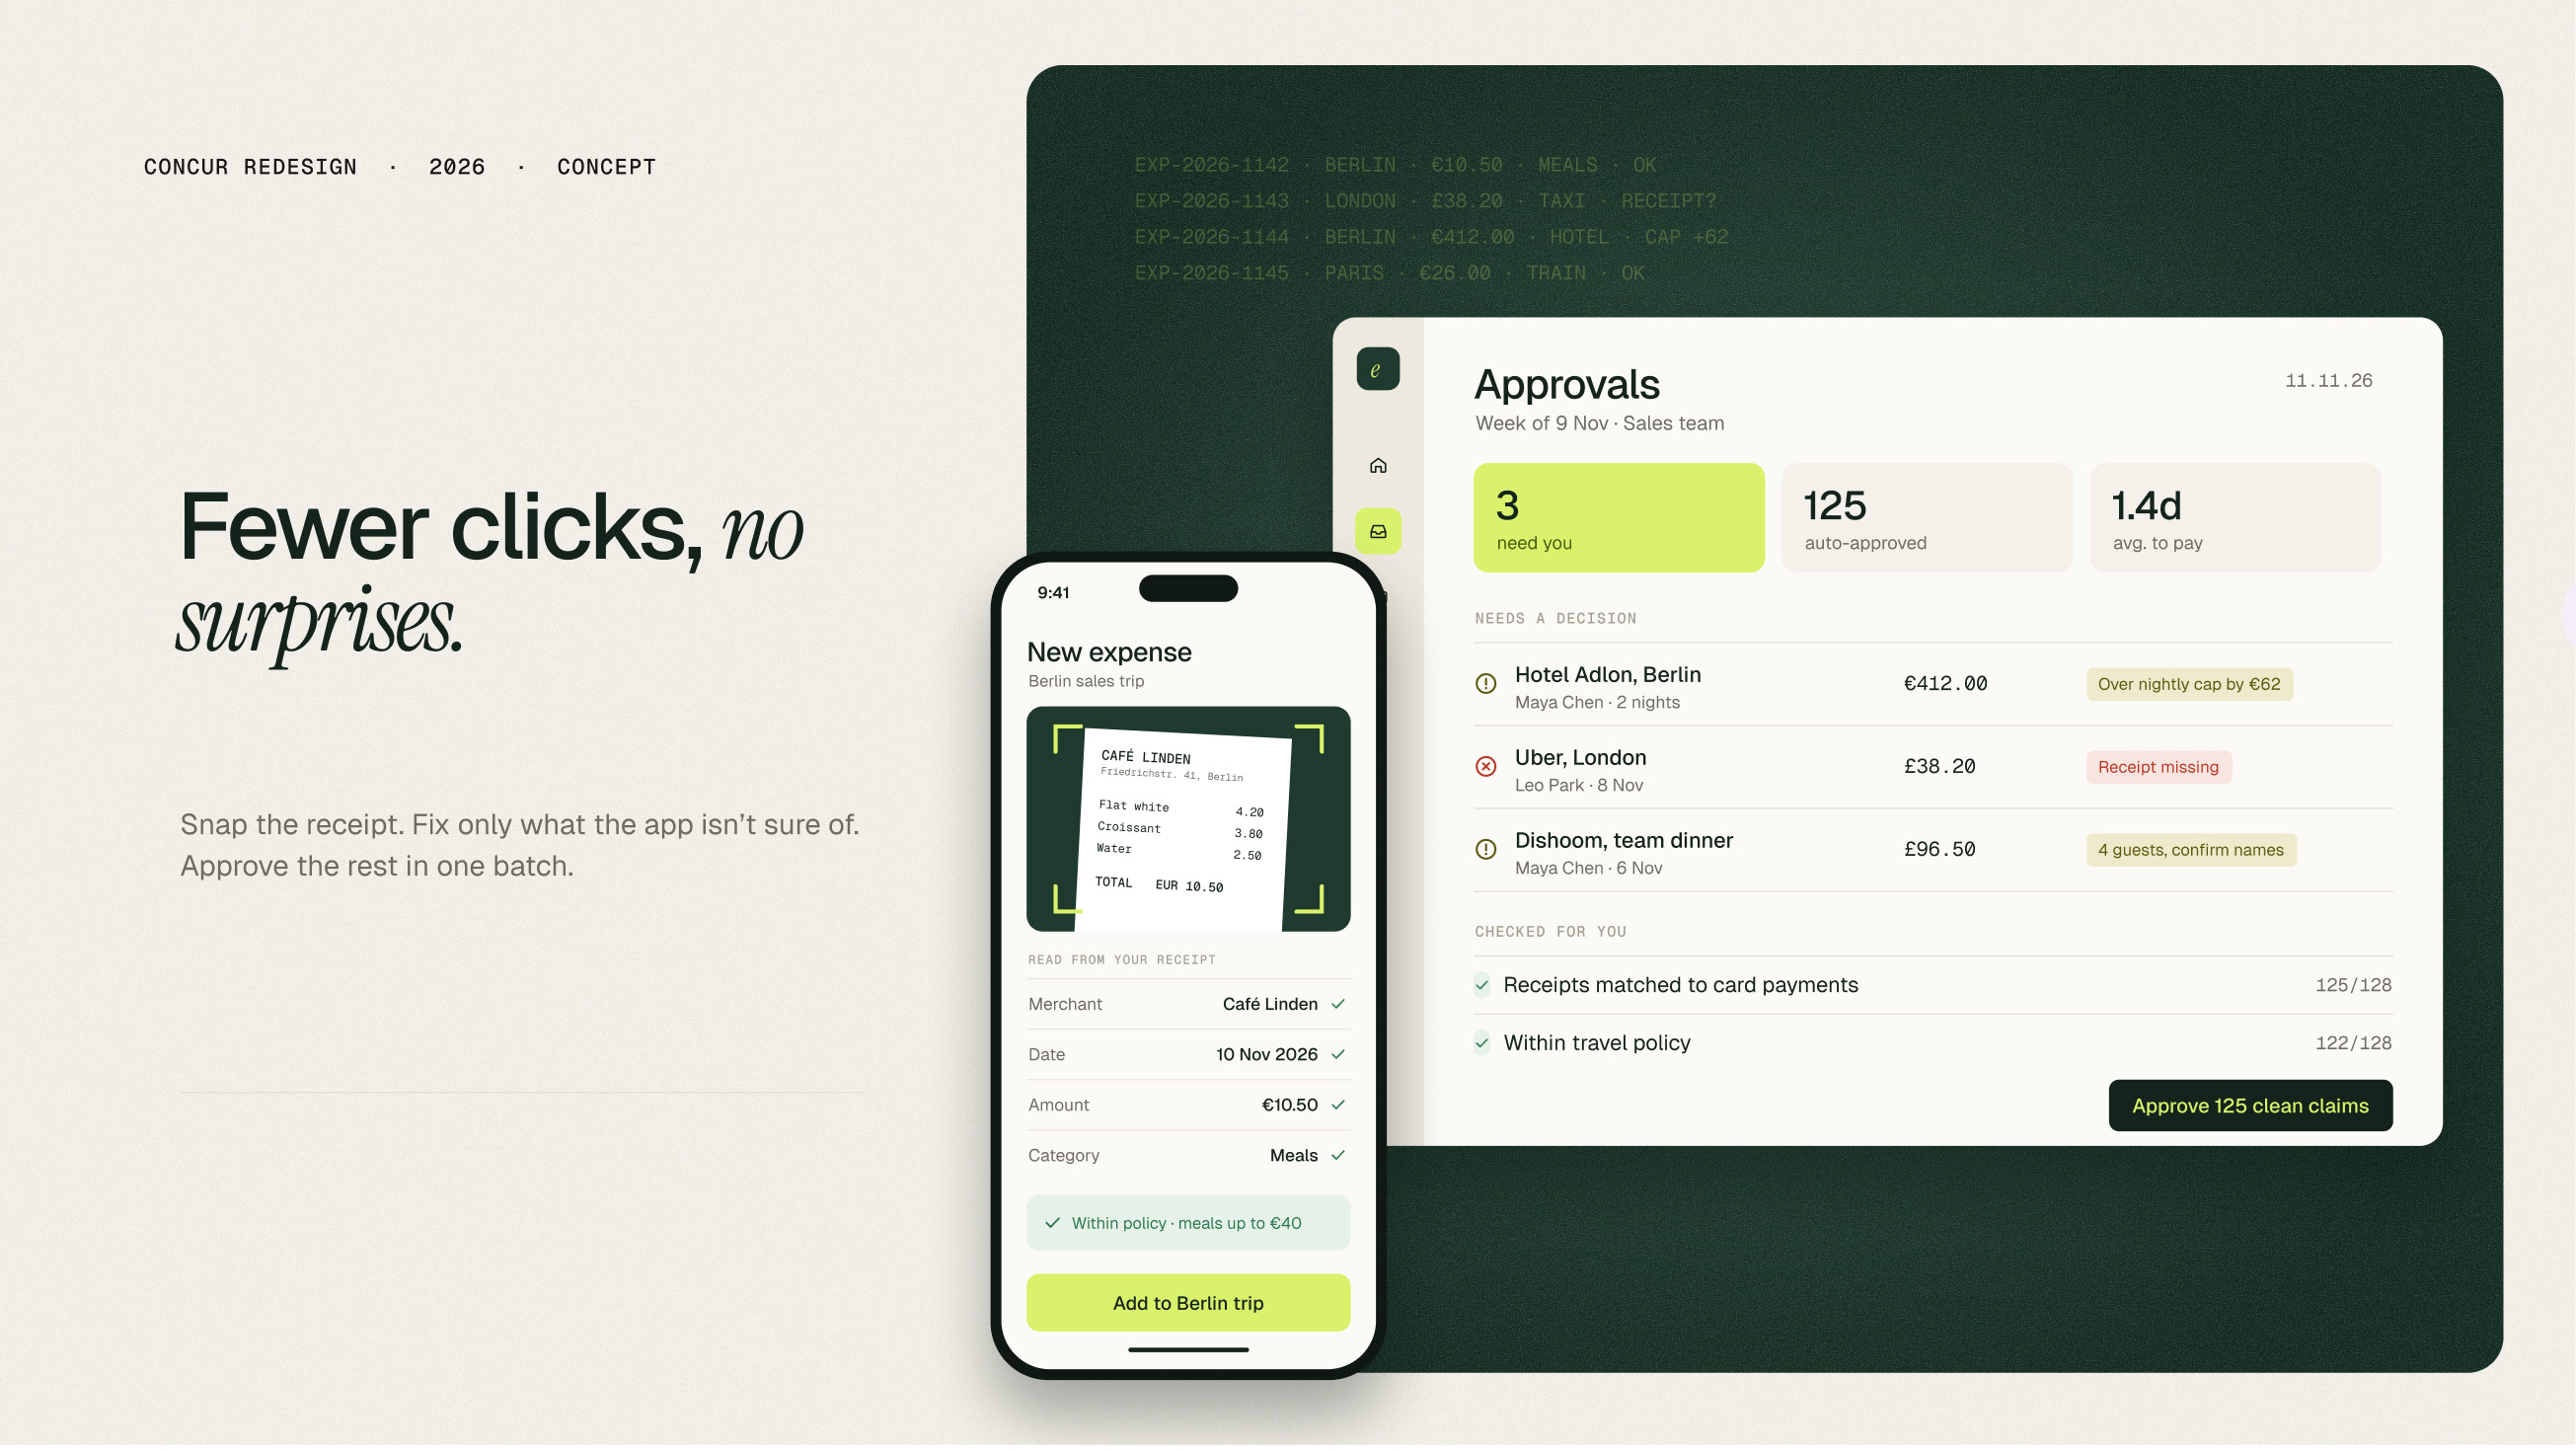 CONCUR REDESIGN · 2026 · CONCEPT
Fewer clicks, no
surprises.
Snap the receipt. Fix only what the app isn’t sure of.
Approve the rest in one batch.
EXP-2026-1142 · BERLIN · €10.50 · MEALS · OK
EXP-2026-1143 · LONDON · £38.20 · TAXI · RECEIPT?
EXP-2026-1144 · BERLIN · €412.00 · HOTEL · CAP +62
EXP-2026-1145 · PARIS · €26.00 · TRAIN · OK
e
Approvals
11.11.26
Week of 9 Nov · Sales team
3
need you
125
auto-approved
1.4d
avg. to pay
NEEDS A DECISION
Hotel Adlon, Berlin
Maya Chen · 2 nights
€412.00
Over nightly cap by €62
Uber, London
Leo Park · 8 Nov
£38.20
Receipt missing
Dishoom, team dinner
Maya Chen · 6 Nov
£96.50
4 guests, confirm names
CHECKED FOR YOU
Receipts matched to card payments 125/128
Within travel policy 122/128
Approve 125 clean claims
9:41
New expense
Berlin sales trip
CAFÉ LINDEN
Friedrichstr. 41, Berlin
Flat white 4.20
Croissant 3.80
Water 2.50
TOTAL EUR 10.50
READ FROM YOUR RECEIPT
Merchant Café Linden
Date 10 Nov 2026
Amount €10.50
Category Meals
Within policy · meals up to €40
Add to Berlin trip